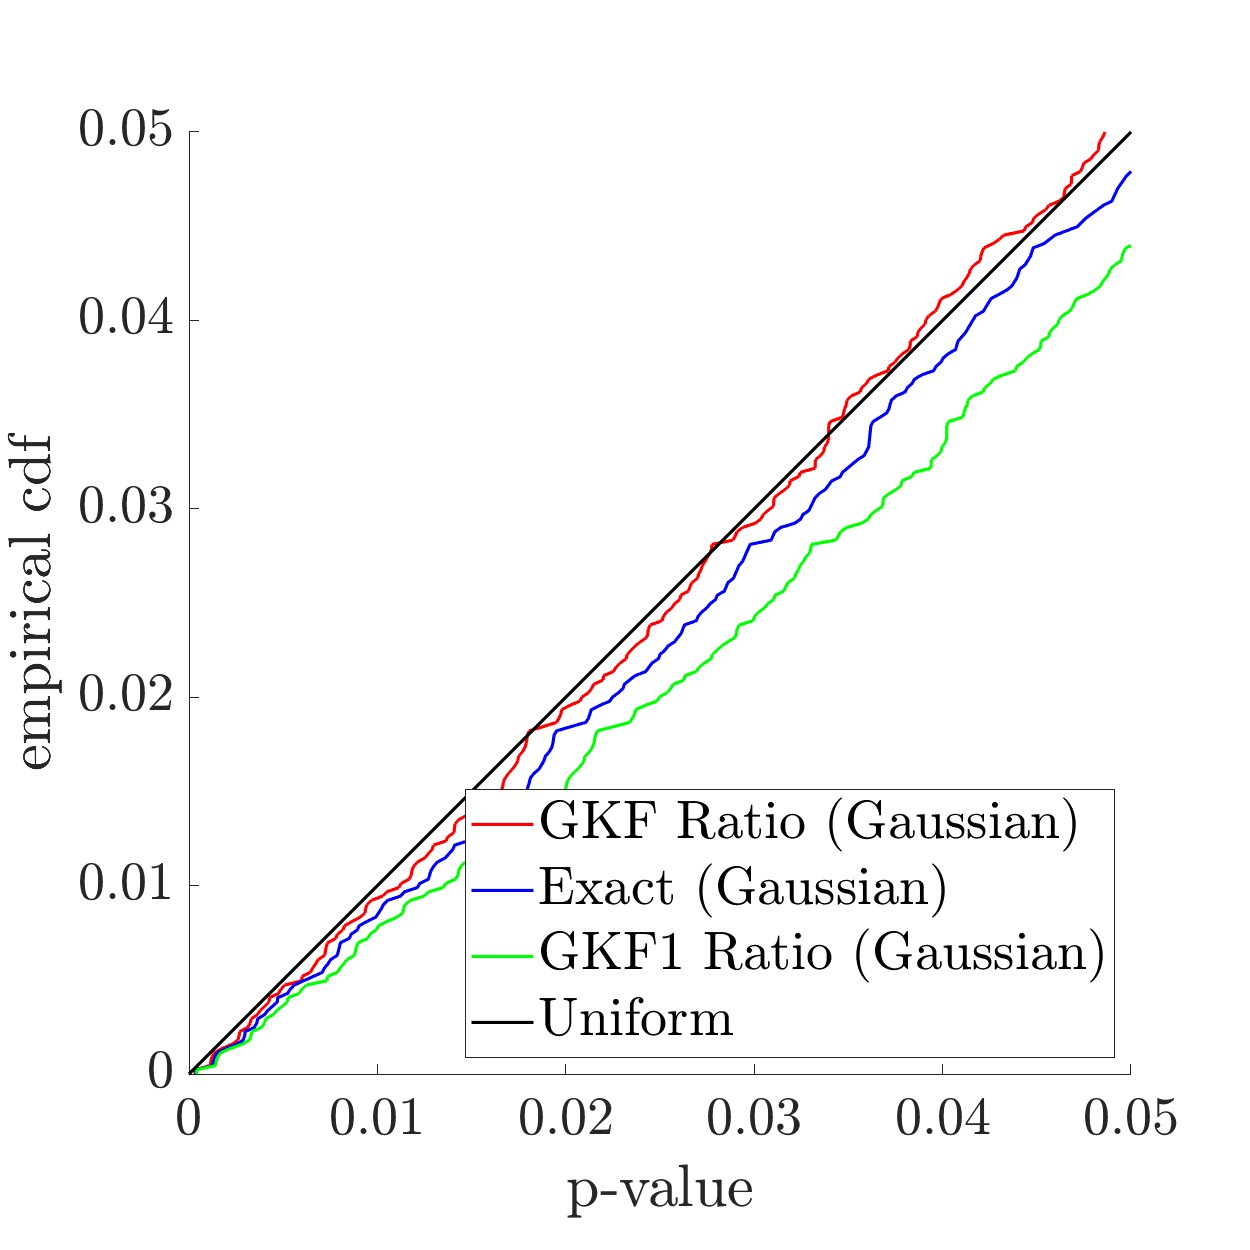 0.05
0.04
0.03
0.02
0.01
0
empirical cdf
GKF Ratio (Gaussian)
Exact (Gaussian)
GKF1 Ratio (Gaussian)
Uniform
0 0.01 0.02 0.03 0.04 0.05
p-value